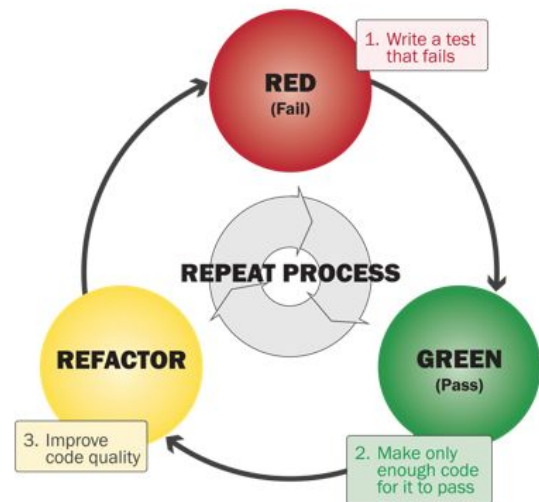 1. Write a test
that fails
RED
(Fail)
REPEAT PROCESS
REFACTOR
GREEN
(Pass)
3. Improve
code quality
2. Make only
enough code
for it to pass